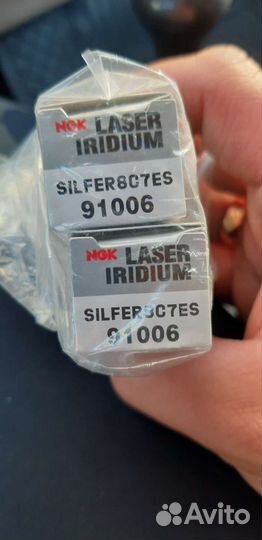 NGK LASER
IRIDIUM
SILFER8C7ES
91006
NGK LASER
IRIDIUM
SILFER8C7ES
91006
Avito